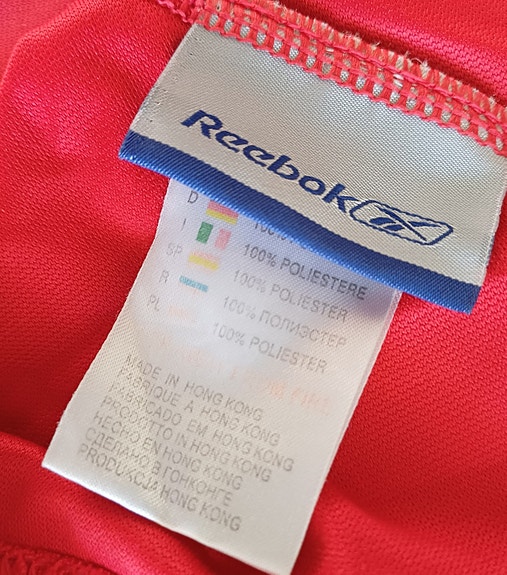 Reebok
D
I 100% POLIESTERE
SP 100% POLIESTER
R 100% ПОЛИЭСТЕР
PL 100% POLIESTER
MADE IN HONG KONG
FABRIQUE A HONG KONG
FABRICADO EM HONG KONG
PRODOTTO IN HONG KONG
HECHO EN HONG KONG
СДЕЛАНО В ГОНКОНГЕ
PRODUKCJA HONG KONG